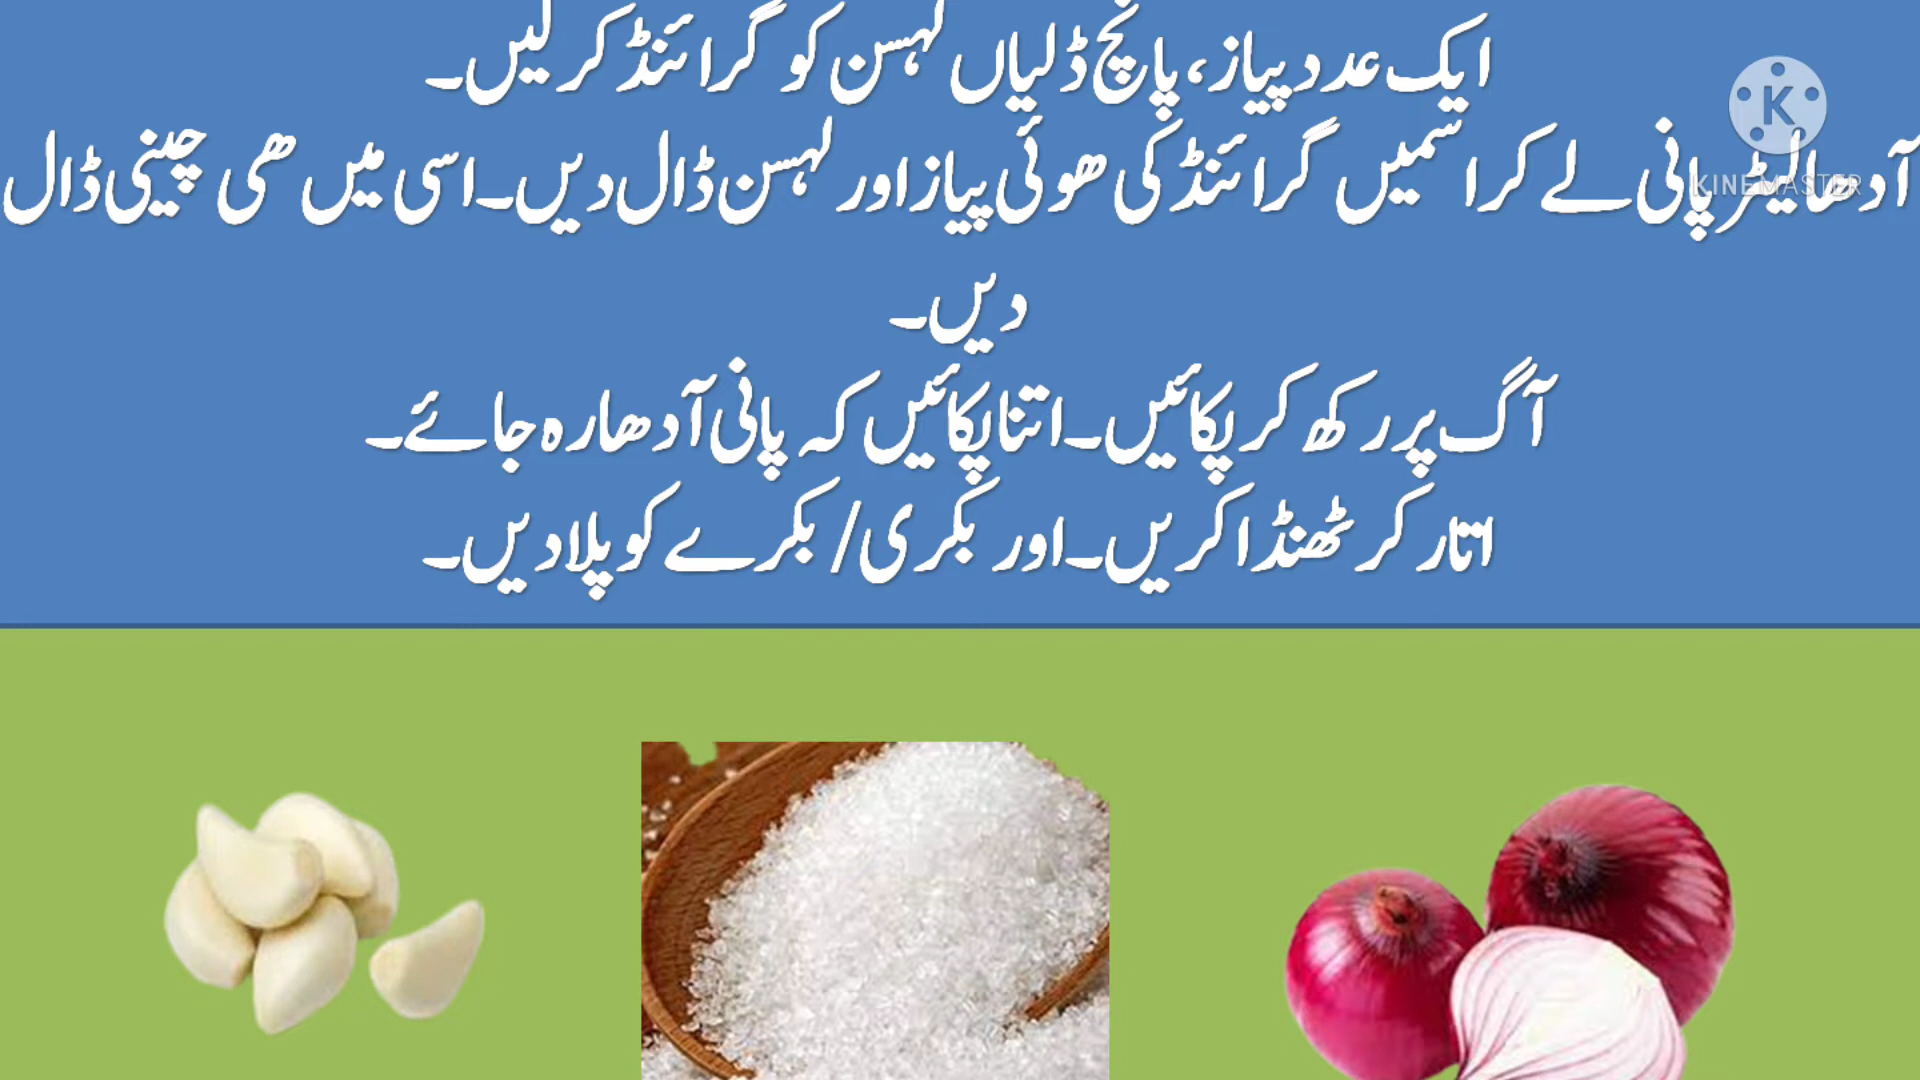 ایک عدد پیاز، پانچ ڈلیاں لہسن کو گرائنڈ کر لیں۔
آدھا لیٹر پانی لے کر اسمیں گرائنڈ کی ھوئی پیاز اور لہسن ڈال دیں۔ اسی میں ھی چینی ڈال
دیں۔
آگ پر رکھ کر پکائیں۔ اتنا پکائیں کہ پانی آدھا رہ جائے۔
اتار کر ٹھنڈا کریں۔ اور بکری/ بکرے کو پلا دیں۔
K
KINEMASTER